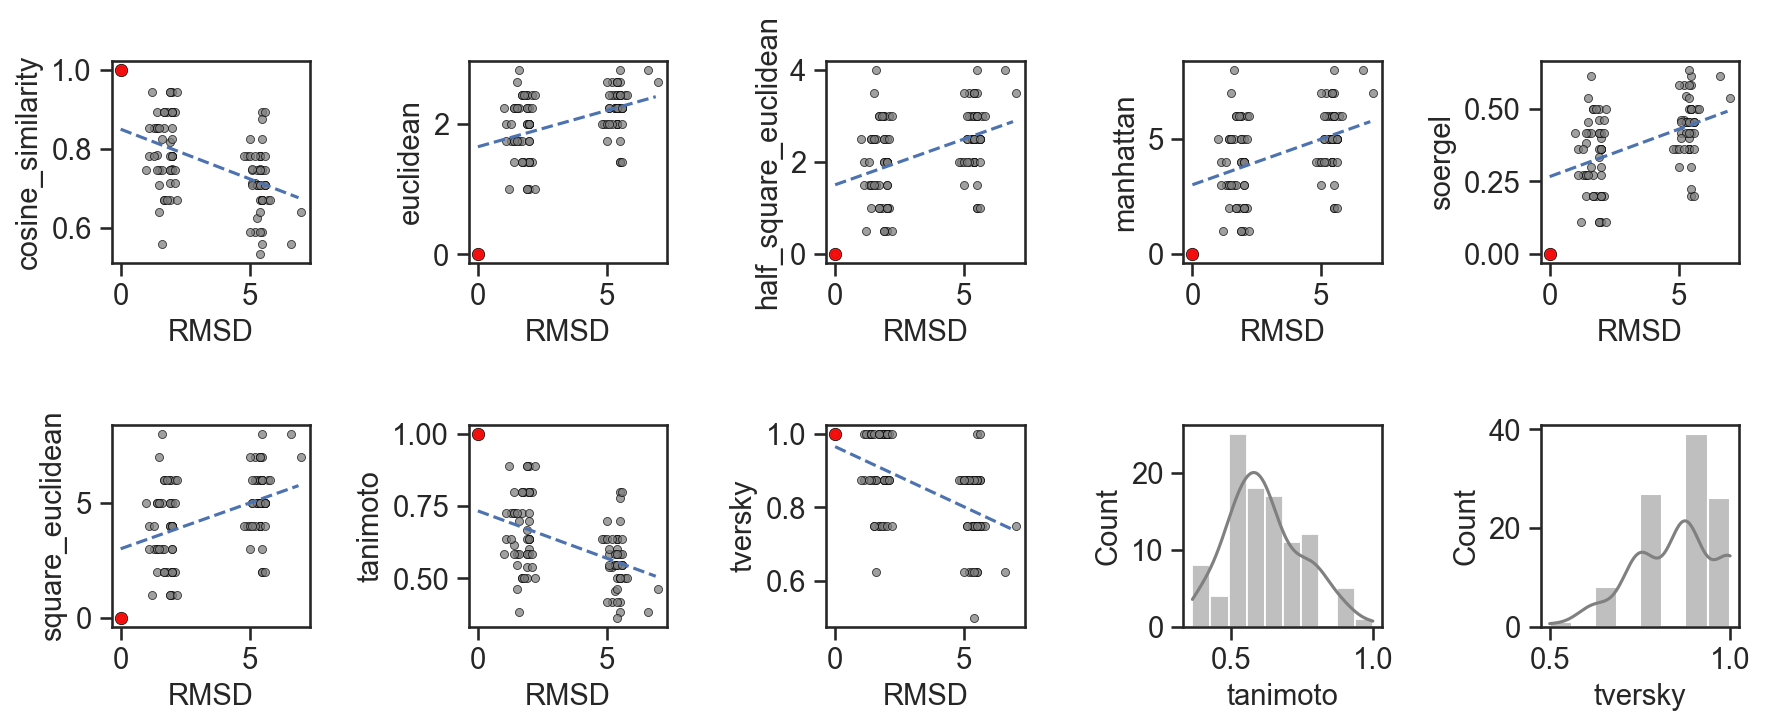 cosine_similarity
1.0
0.8
0.6
0
5
RMSD
euclidean
2
0
0
5
RMSD
half_square_euclidean
4
2
0
0
5
RMSD
manhattan
5
0
0
5
RMSD
soergel
0.50
0.25
0.00
0
5
RMSD
square_euclidean
5
0
0
5
RMSD
tanimoto
1.00
0.75
0.50
0
5
RMSD
tversky
1.0
0.8
0.6
0
5
RMSD
Count
20
10
0
0.5
1.0
tanimoto
Count
40
20
0
0.5
1.0
tversky